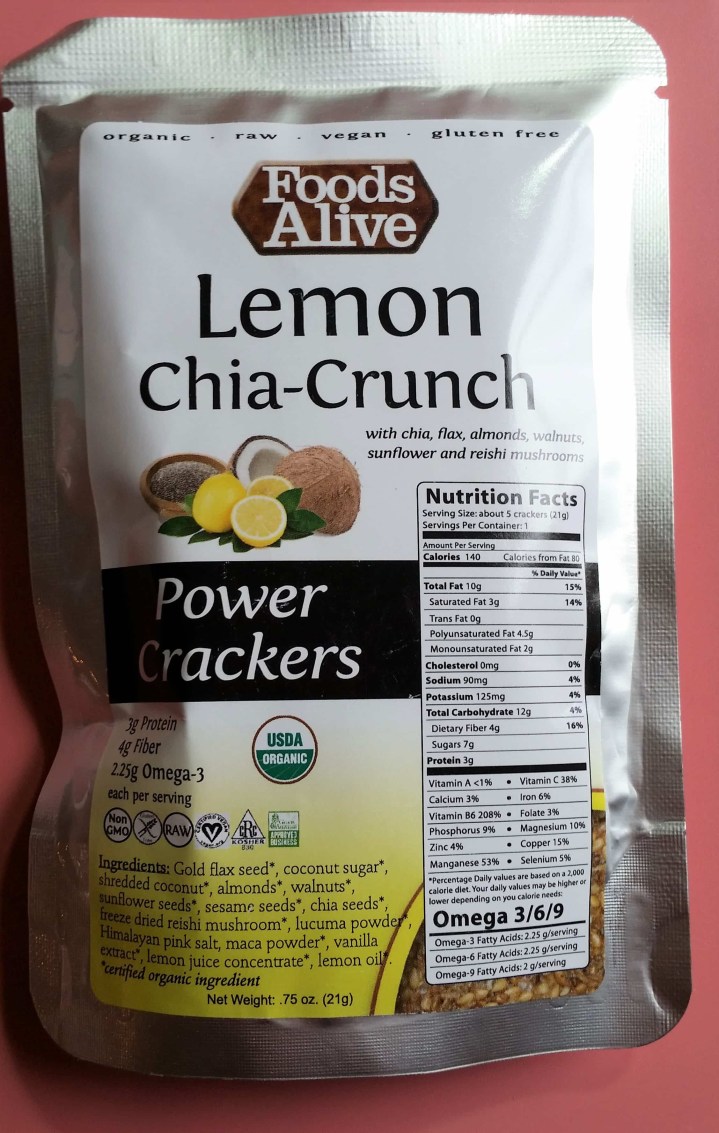 organic · raw · vegan · gluten free
Foods
Alive
Lemon
Chia-Crunch
with chia, flax, almonds, walnuts,
sunflower and reishi mushrooms
Power
Crackers
3g Protein
4g Fiber
2.25g Omega-3
each per serving
USDA
ORGANIC
Non
GMO
RAW
CERTIFIED VEGAN
CRC
KOSHER
APPROVED
BUSINESS
Ingredients: Gold flax seed*, coconut sugar*,
shredded coconut*, almonds*, walnuts*,
sunflower seeds*, sesame seeds*, chia seeds*,
freeze dried reishi mushroom*, lucuma powder*,
Himalayan pink salt, maca powder*, vanilla
extract*, lemon juice concentrate*, lemon oil*.
*certified organic ingredient
Net Weight: .75 oz. (21g)
Nutrition Facts
Serving Size: about 5 crackers (21g)
Servings Per Container: 1
Amount Per Serving
Calories 140 Calories from Fat 80
% Daily Value*
Total Fat 10g 15%
Saturated Fat 3g 14%
Trans Fat 0g
Polyunsaturated Fat 4.5g
Monounsaturated Fat 2g
Cholesterol 0mg 0%
Sodium 90mg 4%
Potassium 125mg 4%
Total Carbohydrate 12g 4%
Dietary Fiber 4g 16%
Sugars 7g
Protein 3g
Vitamin A <1% • Vitamin C 38%
Calcium 3% • Iron 6%
Vitamin B6 208% • Folate 3%
Phosphorus 9% • Magnesium 10%
Zinc 4% • Copper 15%
Manganese 53% • Selenium 5%
*Percentage Daily values are based on a 2,000
calorie diet. Your daily values may be higher or
lower depending on you calorie needs:
Omega 3/6/9
Omega-3 Fatty Acids: 2.25 g/serving
Omega-6 Fatty Acids: 2.25 g/serving
Omega-9 Fatty Acids: 2 g/serving